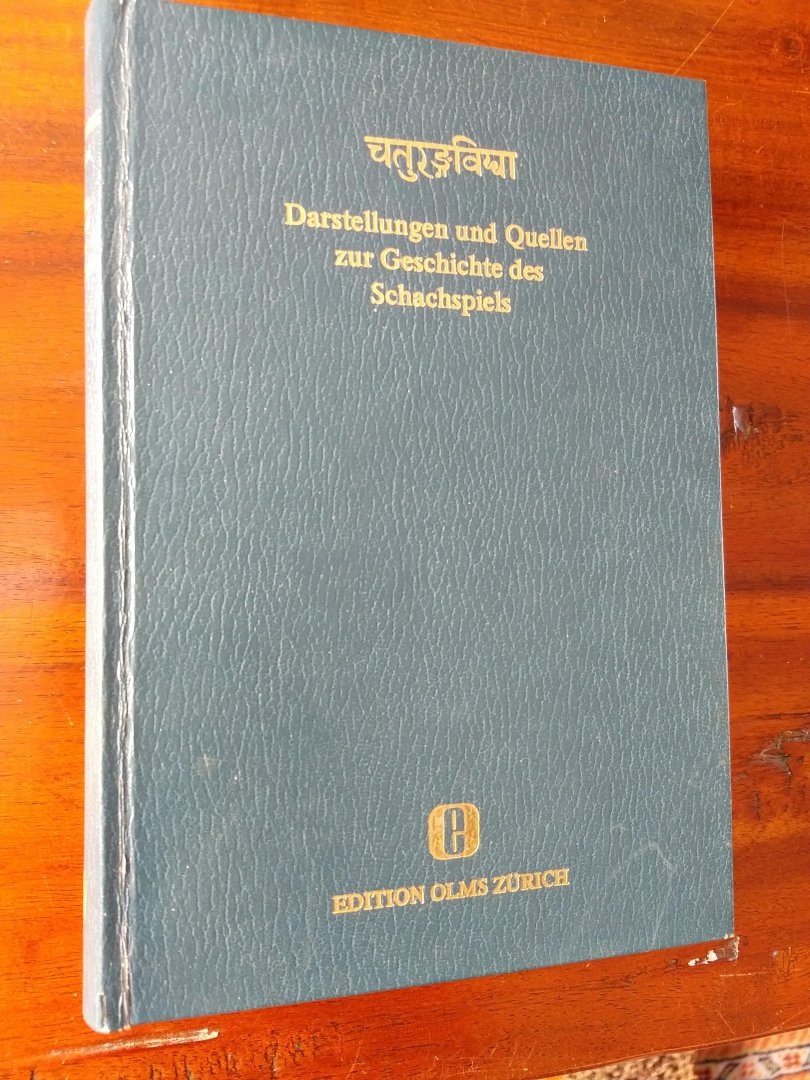 चतुरङ्गविद्या
Darstellungen und Quellen
zur Geschichte des
Schachspiels
e
EDITION OLMS ZÜRICH